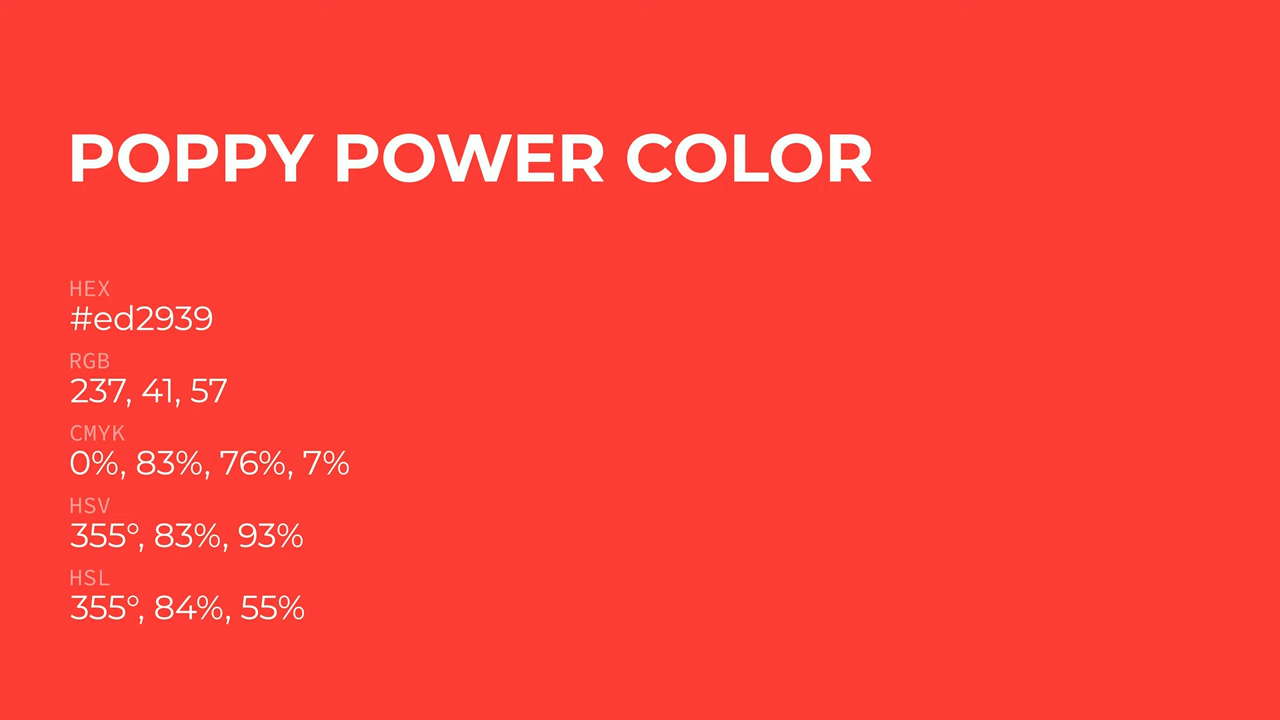 POPPY POWER COLOR
HEX
#ed2939
RGB
237, 41, 57
CMYK
0%, 83%, 76%, 7%
HSV
355°, 83%, 93%
HSL
355°, 84%, 55%